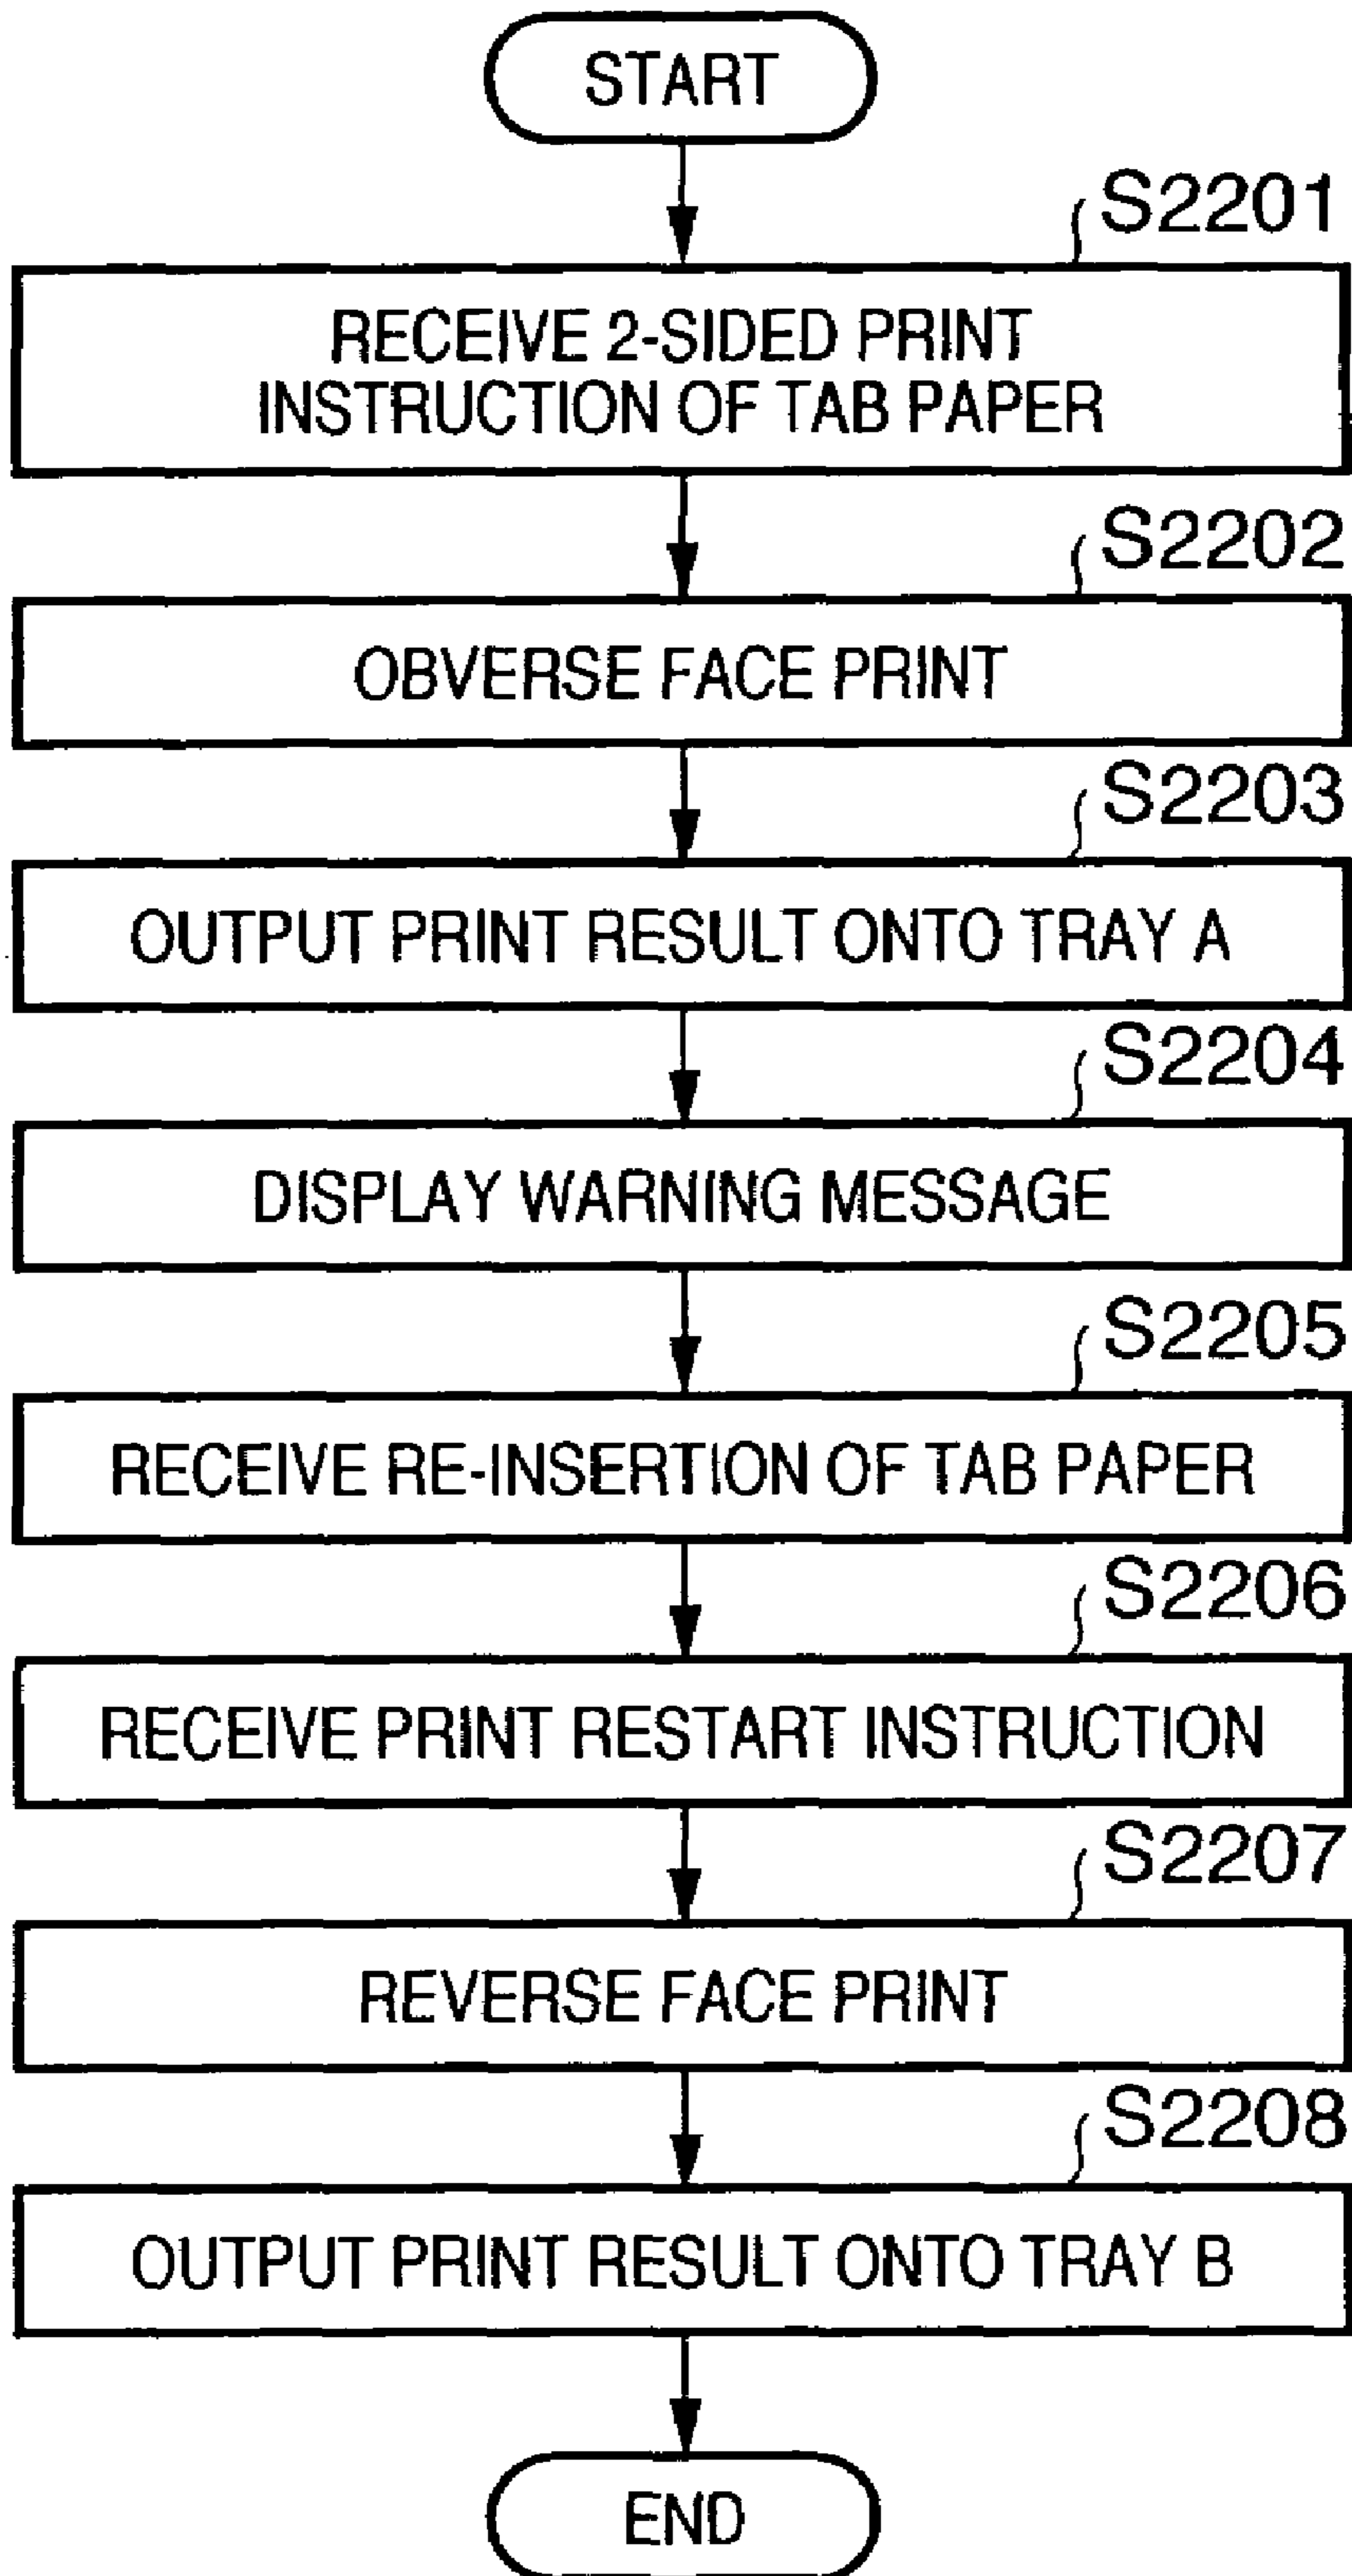 START
S2201
RECEIVE 2-SIDED PRINT
INSTRUCTION OF TAB PAPER
S2202
OBVERSE FACE PRINT
S2203
OUTPUT PRINT RESULT ONTO TRAY A
S2204
DISPLAY WARNING MESSAGE
S2205
RECEIVE RE-INSERTION OF TAB PAPER
S2206
RECEIVE PRINT RESTART INSTRUCTION
S2207
REVERSE FACE PRINT
S2208
OUTPUT PRINT RESULT ONTO TRAY B
END